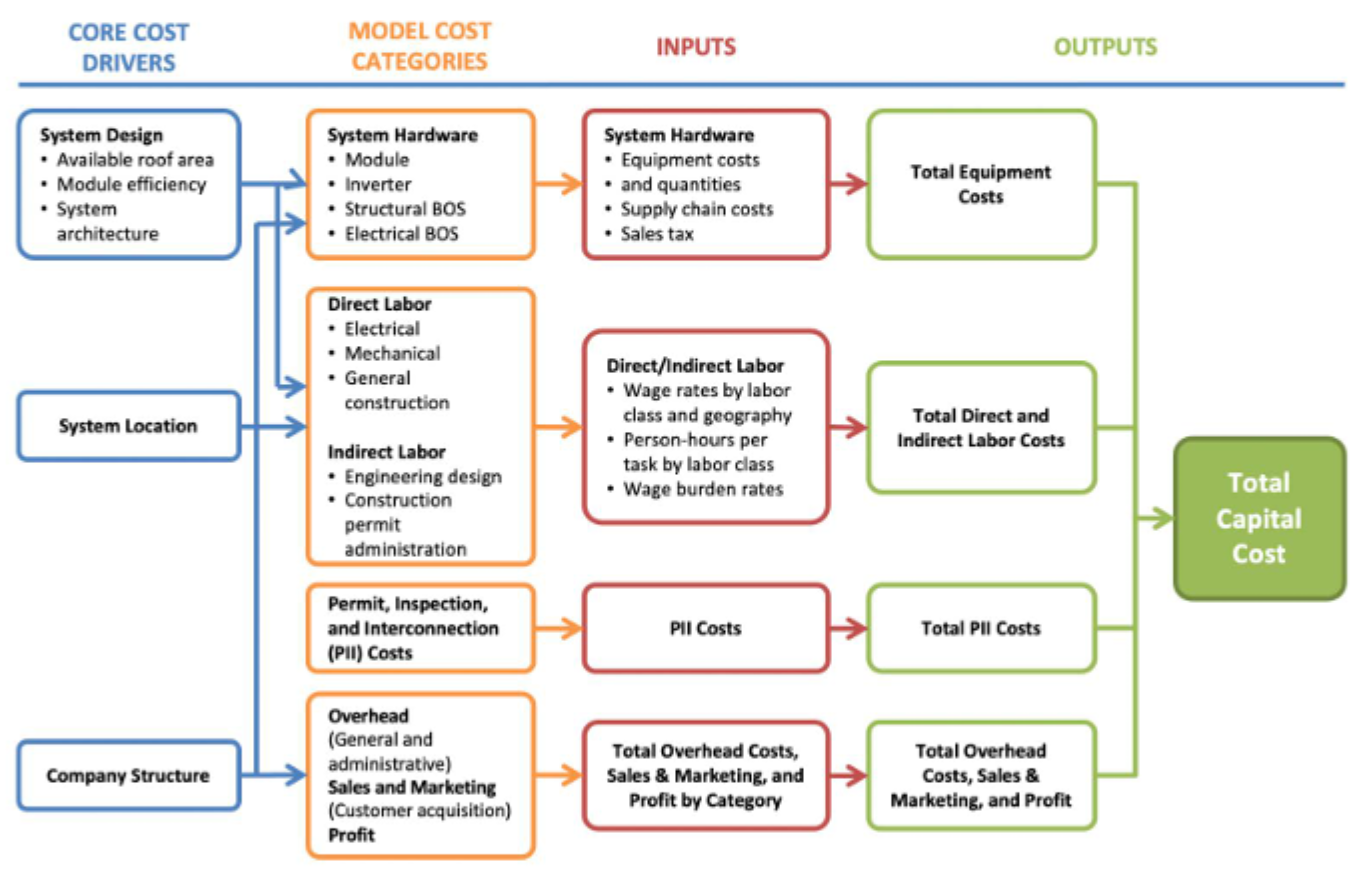 CORE COST
DRIVERS
MODEL COST
CATEGORIES
INPUTS
OUTPUTS
System Design
• Available roof area
• Module efficiency
• System
architecture
System Hardware
• Module
• Inverter
• Structural BOS
• Electrical BOS
System Hardware
• Equipment costs
• and quantities
• Supply chain costs
• Sales tax
Total Equipment
Costs
System Location
Direct Labor
• Electrical
• Mechanical
• General
construction
Indirect Labor
• Engineering design
• Construction
permit
administration
Direct/Indirect Labor
• Wage rates by labor
class and geography
• Person-hours per
task by labor class
• Wage burden rates
Total Direct and
Indirect Labor Costs
Total
Capital
Cost
Permit, Inspection,
and Interconnection
(PII) Costs
PII Costs
Total PII Costs
Company Structure
Overhead
(General and
administrative)
Sales and Marketing
(Customer acquisition)
Profit
Total Overhead Costs,
Sales & Marketing, and
Profit by Category
Total Overhead
Costs, Sales &
Marketing, and Profit